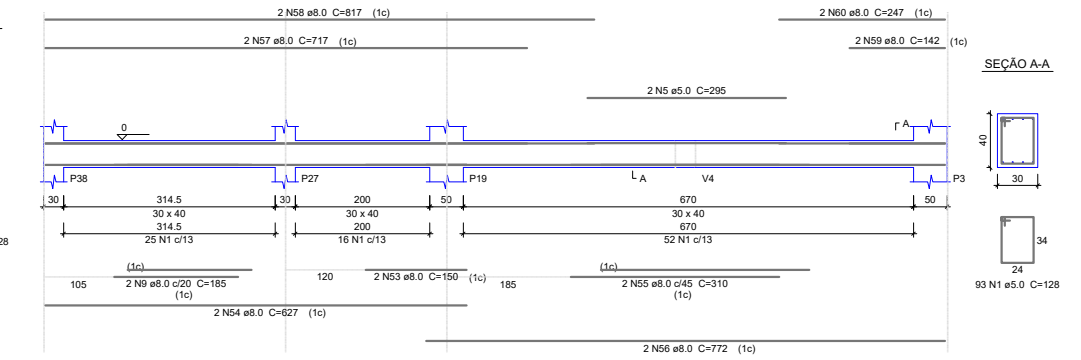 2 N58 ø8.0 C=817 (1c)
2 N60 ø8.0 C=247 (1c)
2 N57 ø8.0 C=717 (1c)
2 N59 ø8.0 C=142 (1c)
SEÇÃO A-A
2 N5 ø5.0 C=295
0
A
40
30
P38
P27
P19
A
V4
P3
30
314.5
30
200
50
670
50
30 x 40
30 x 40
30 x 40
314.5
200
670
25 N1 c/13
16 N1 c/13
52 N1 c/13
28
34
24
93 N1 ø5.0 C=128
(1c)
(1c)
105
2 N9 ø8.0 c/20 C=185
(1c)
120
2 N53 ø8.0 C=150 (1c)
185
2 N55 ø8.0 c/45 C=310
(1c)
2 N54 ø8.0 C=627 (1c)
2 N56 ø8.0 C=772 (1c)